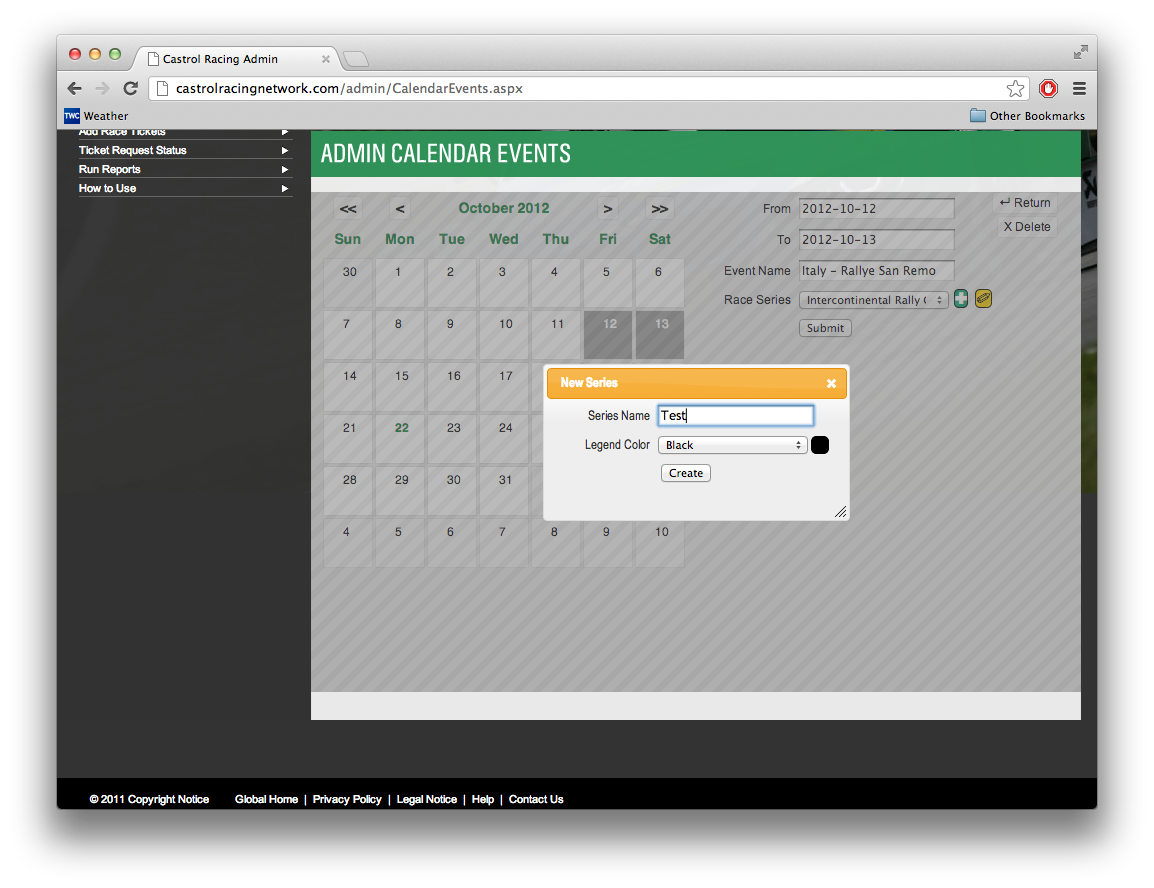 Castrol Racing Admin
castrolracingnetwork.com/admin/CalendarEvents.aspx
TWC Weather
Other Bookmarks
Add Race Tickets
Ticket Request Status
Run Reports
How to Use
ADMIN CALENDAR EVENTS
<< < October 2012 > >>
Sun Mon Tue Wed Thu Fri Sat
30 1 2 3 4 5 6
7 8 9 10 11 12 13
14 15 16 17
21 22 23 24
28 29 30 31
4 5 6 7 8 9 10
From 2012-10-12
Return
To 2012-10-13
X Delete
Event Name Italy - Rallye San Remo
Race Series Intercontinental Rally
Submit
New Series
Series Name Test
Legend Color Black
Create
© 2011 Copyright Notice Global Home | Privacy Policy | Legal Notice | Help | Contact Us